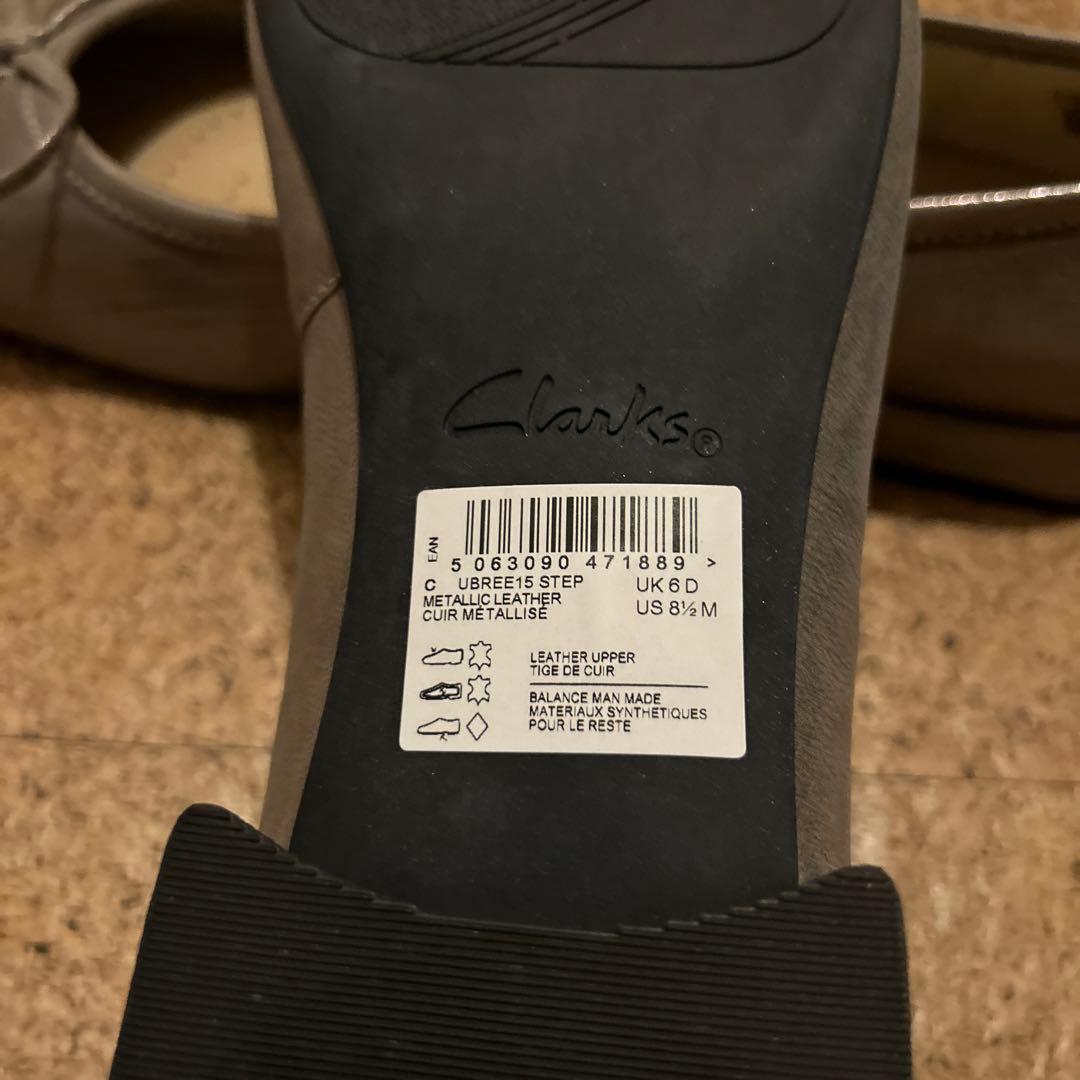 Clarks®
EAN
5 063090 471889 >
C UBREE15 STEP
METALLIC LEATHER
CUIR MÉTALLISÉ
UK 6 D
US 8½ M
LEATHER UPPER
TIGE DE CUIR
BALANCE MAN MADE
MATERIAUX SYNTHETIQUES
POUR LE RESTE